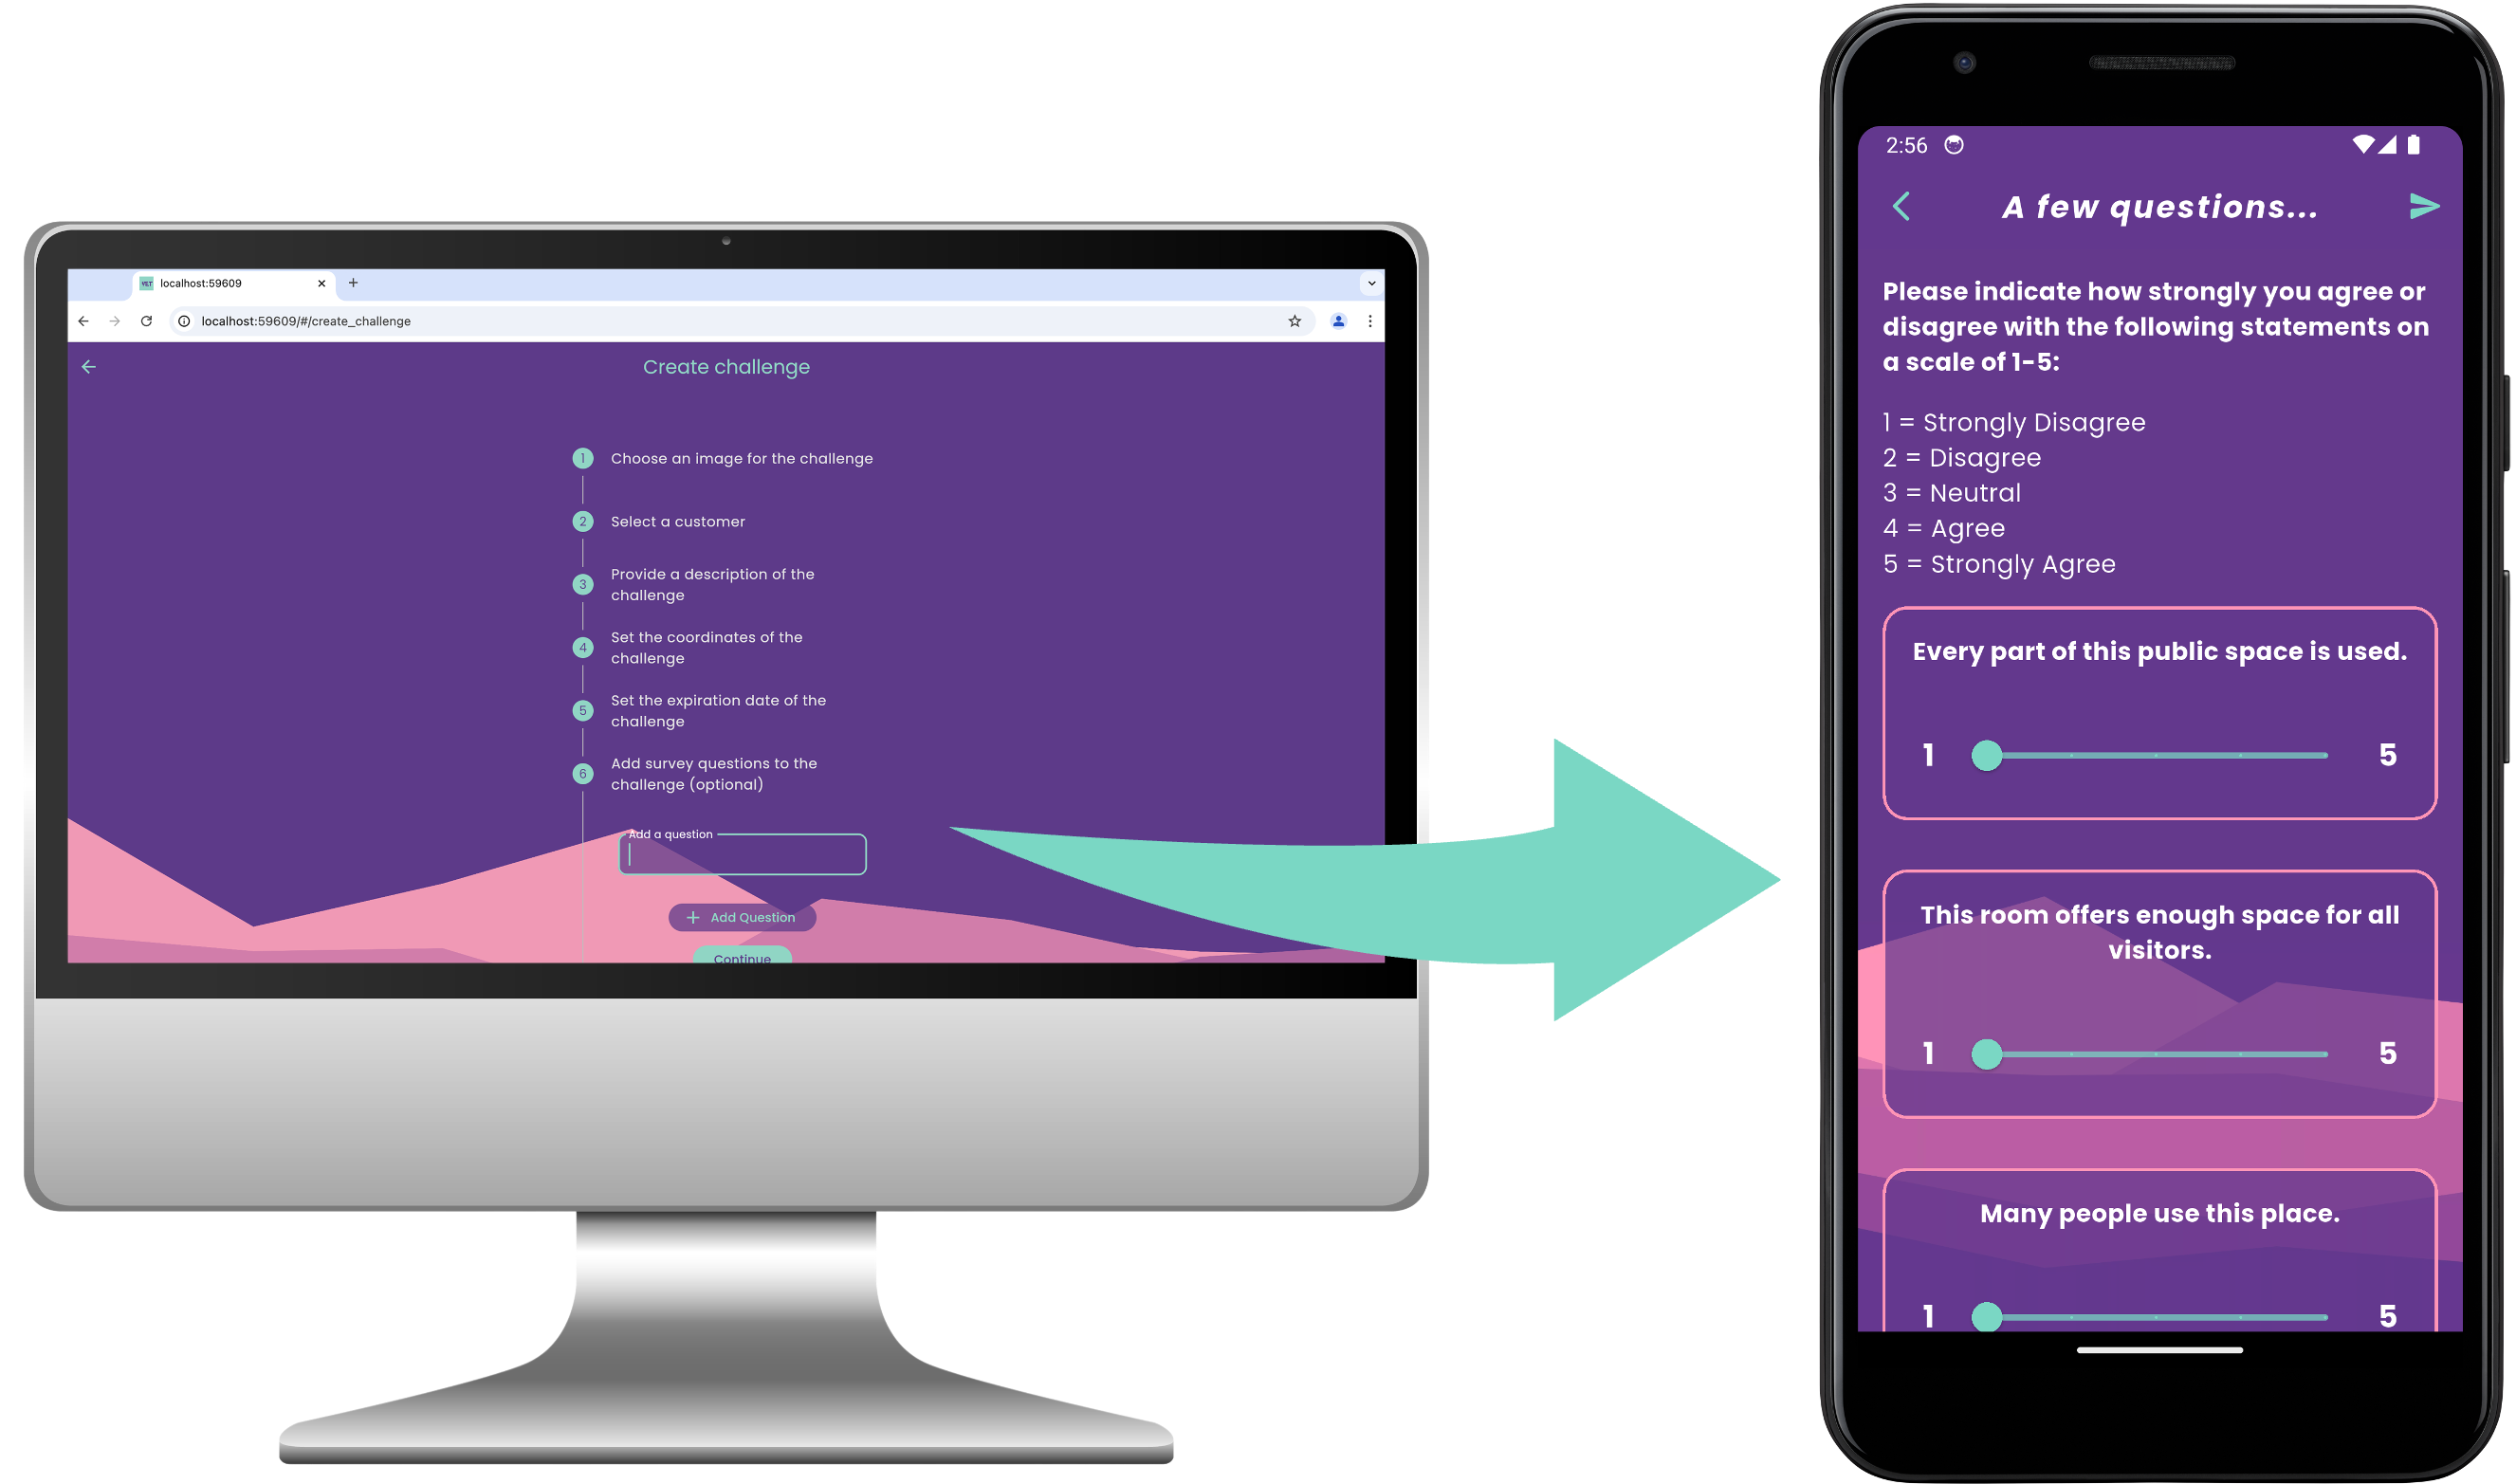 localhost:59609
localhost:59609/#/create_challenge
Create challenge
1 Choose an image for the challenge
2 Select a customer
3 Provide a description of the
challenge
4 Set the coordinates of the
challenge
5 Set the expiration date of the
challenge
6 Add survey questions to the
challenge (optional)
Add a question
+ Add Question
Continue
2:56
A few questions...
Please indicate how strongly you agree or
disagree with the following statements on
a scale of 1-5:
1 = Strongly Disagree
2 = Disagree
3 = Neutral
4 = Agree
5 = Strongly Agree
Every part of this public space is used.
1 5
This room offers enough space for all
visitors.
1 5
Many people use this place.
1 5